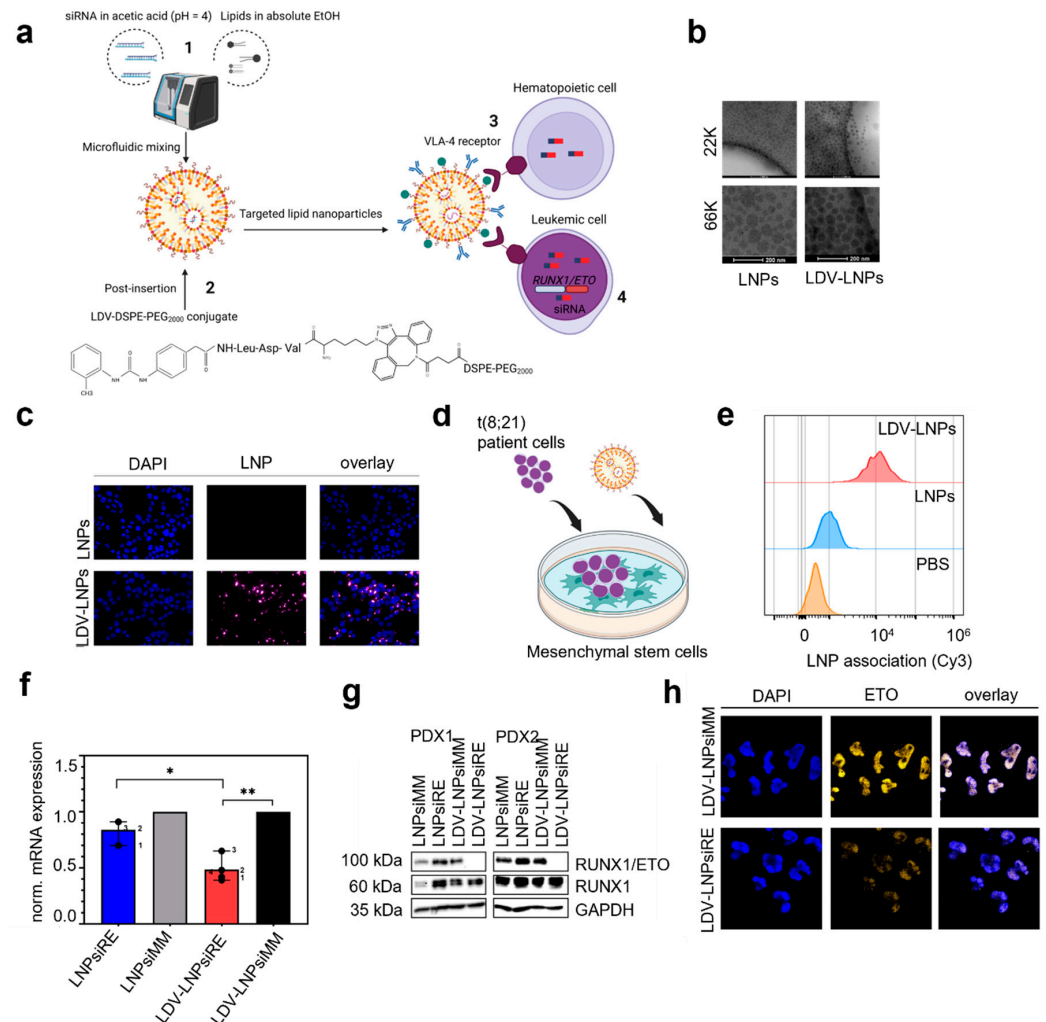 a
siRNA in acetic acid (pH = 4) Lipids in absolute EtOH
1
Microfluidic mixing
Targeted lipid nanoparticles
Post-insertion
2
LDV-DSPE-PEG2000 conjugate
NH-Leu-Asp- Val
O
O
O
NH
NH
CH3
NH2
N
N
N
N
O
O
DSPE-PEG2000
3
VLA-4 receptor
Hematopoietic cell
Leukemic cell
RUNX1/ETO
siRNA
4
b
22K
66K
200 nm
200 nm
LNPs
LDV-LNPs
c
DAPI
LNP
overlay
LNPs
LDV-LNPs
d
t(8;21)
patient cells
Mesenchymal stem cells
e
LDV-LNPs
LNPs
PBS
0
10^4
10^6
LNP association (Cy3)
f
norm. mRNA expression
1.5
1.0
0.5
0.0
*
**
3
2
1
3
4
2
1
LNPsiRE
LNPsiMM
LDV-LNPsiRE
LDV-LNPsiMM
g
PDX1
PDX2
LNPsiMM
LNPsiRE
LDV-LNPsiMM
LDV-LNPsiRE
LNPsiMM
LNPsiRE
LDV-LNPsiMM
LDV-LNPsiRE
100 kDa
RUNX1/ETO
60 kDa
RUNX1
35 kDa
GAPDH
h
DAPI
ETO
overlay
LDV-LNPsiMM
LDV-LNPsiRE